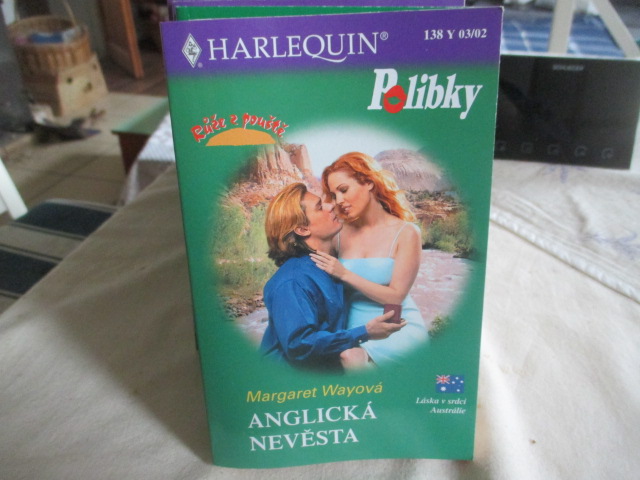 HARLEQUIN®
138 Y 03/02
Polibky
Růže z pouště
Margaret Wayová
ANGLICKÁ
NEVĚSTA
Láska v srdci
Austrálie